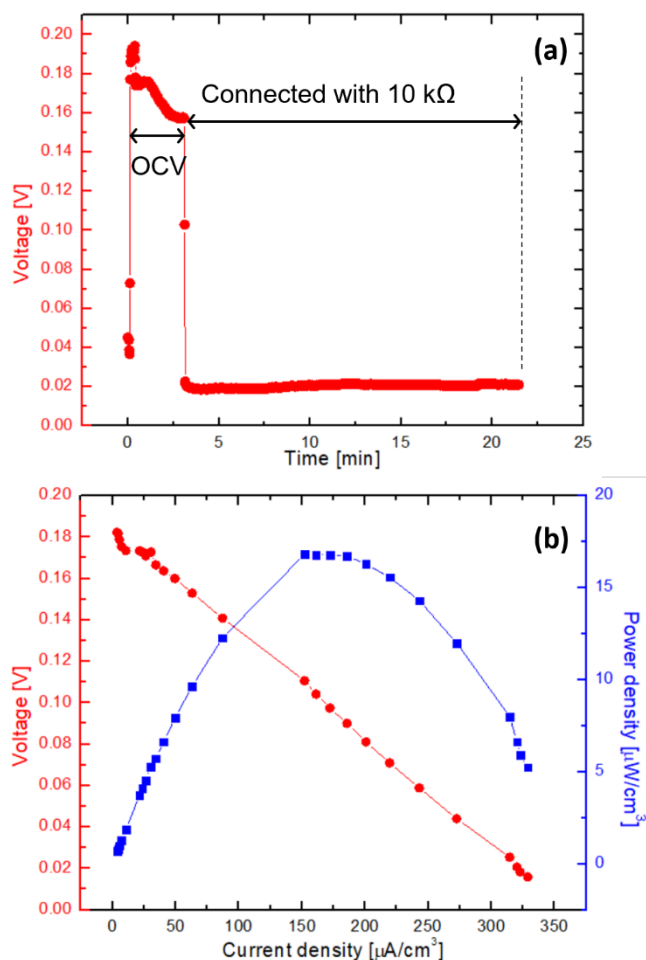 0.20
0.18
0.16
0.14
0.12
0.10
0.08
0.06
0.04
0.02
0.00
Voltage [V]
(a)
Connected with 10 kΩ
OCV
0 5 10 15 20 25
Time [min]
0.20
0.18
0.16
0.14
0.12
0.10
0.08
0.06
0.04
0.02
0.00
Voltage [V]
(b)
20
15
10
5
0
Power density [μW/cm³]
0 50 100 150 200 250 300 350
Current density [μA/cm³]